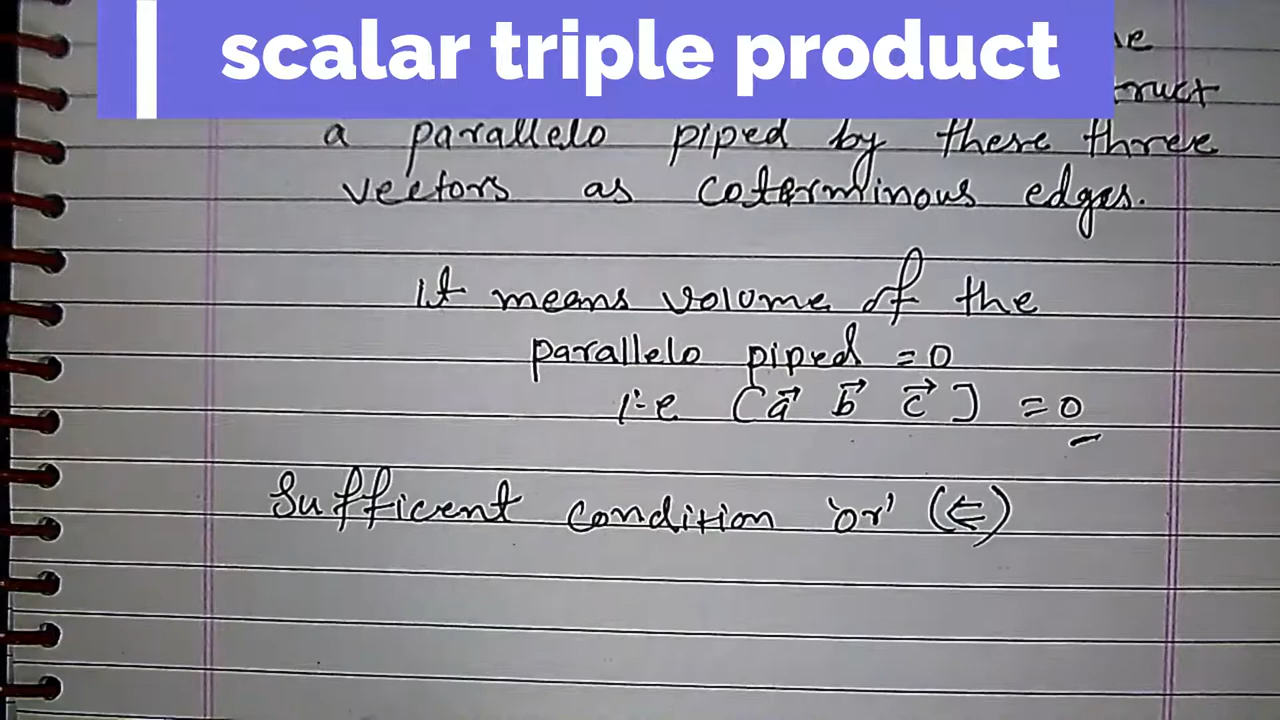 scalar triple product
truct
a parallelo piped by these three
vectors as coterminous edges.
it means volume of the
parallelo piped = 0
i.e [a⃗ b⃗ c⃗] = 0
Sufficent condition 'or' (⇐)